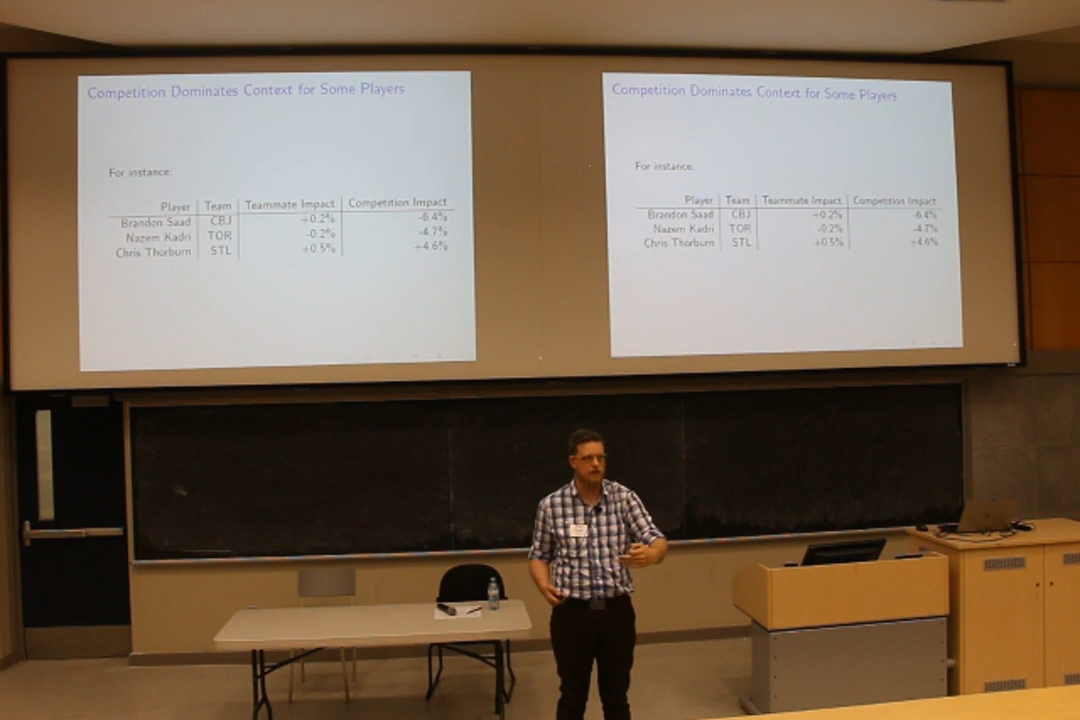 Competition Dominates Context for Some Players
For instance:
Player Team Teammate Impact Competition Impact
Brandon Saad CBJ +0.2% -6.4%
Nazem Kadri TOR -0.2% -4.7%
Chris Thorburn STL +0.5% +4.6%
Competition Dominates Context for Some Players
For instance:
Player Team Teammate Impact Competition Impact
Brandon Saad CBJ +0.2% -6.4%
Nazem Kadri TOR -0.2% -4.7%
Chris Thorburn STL +0.5% +4.6%